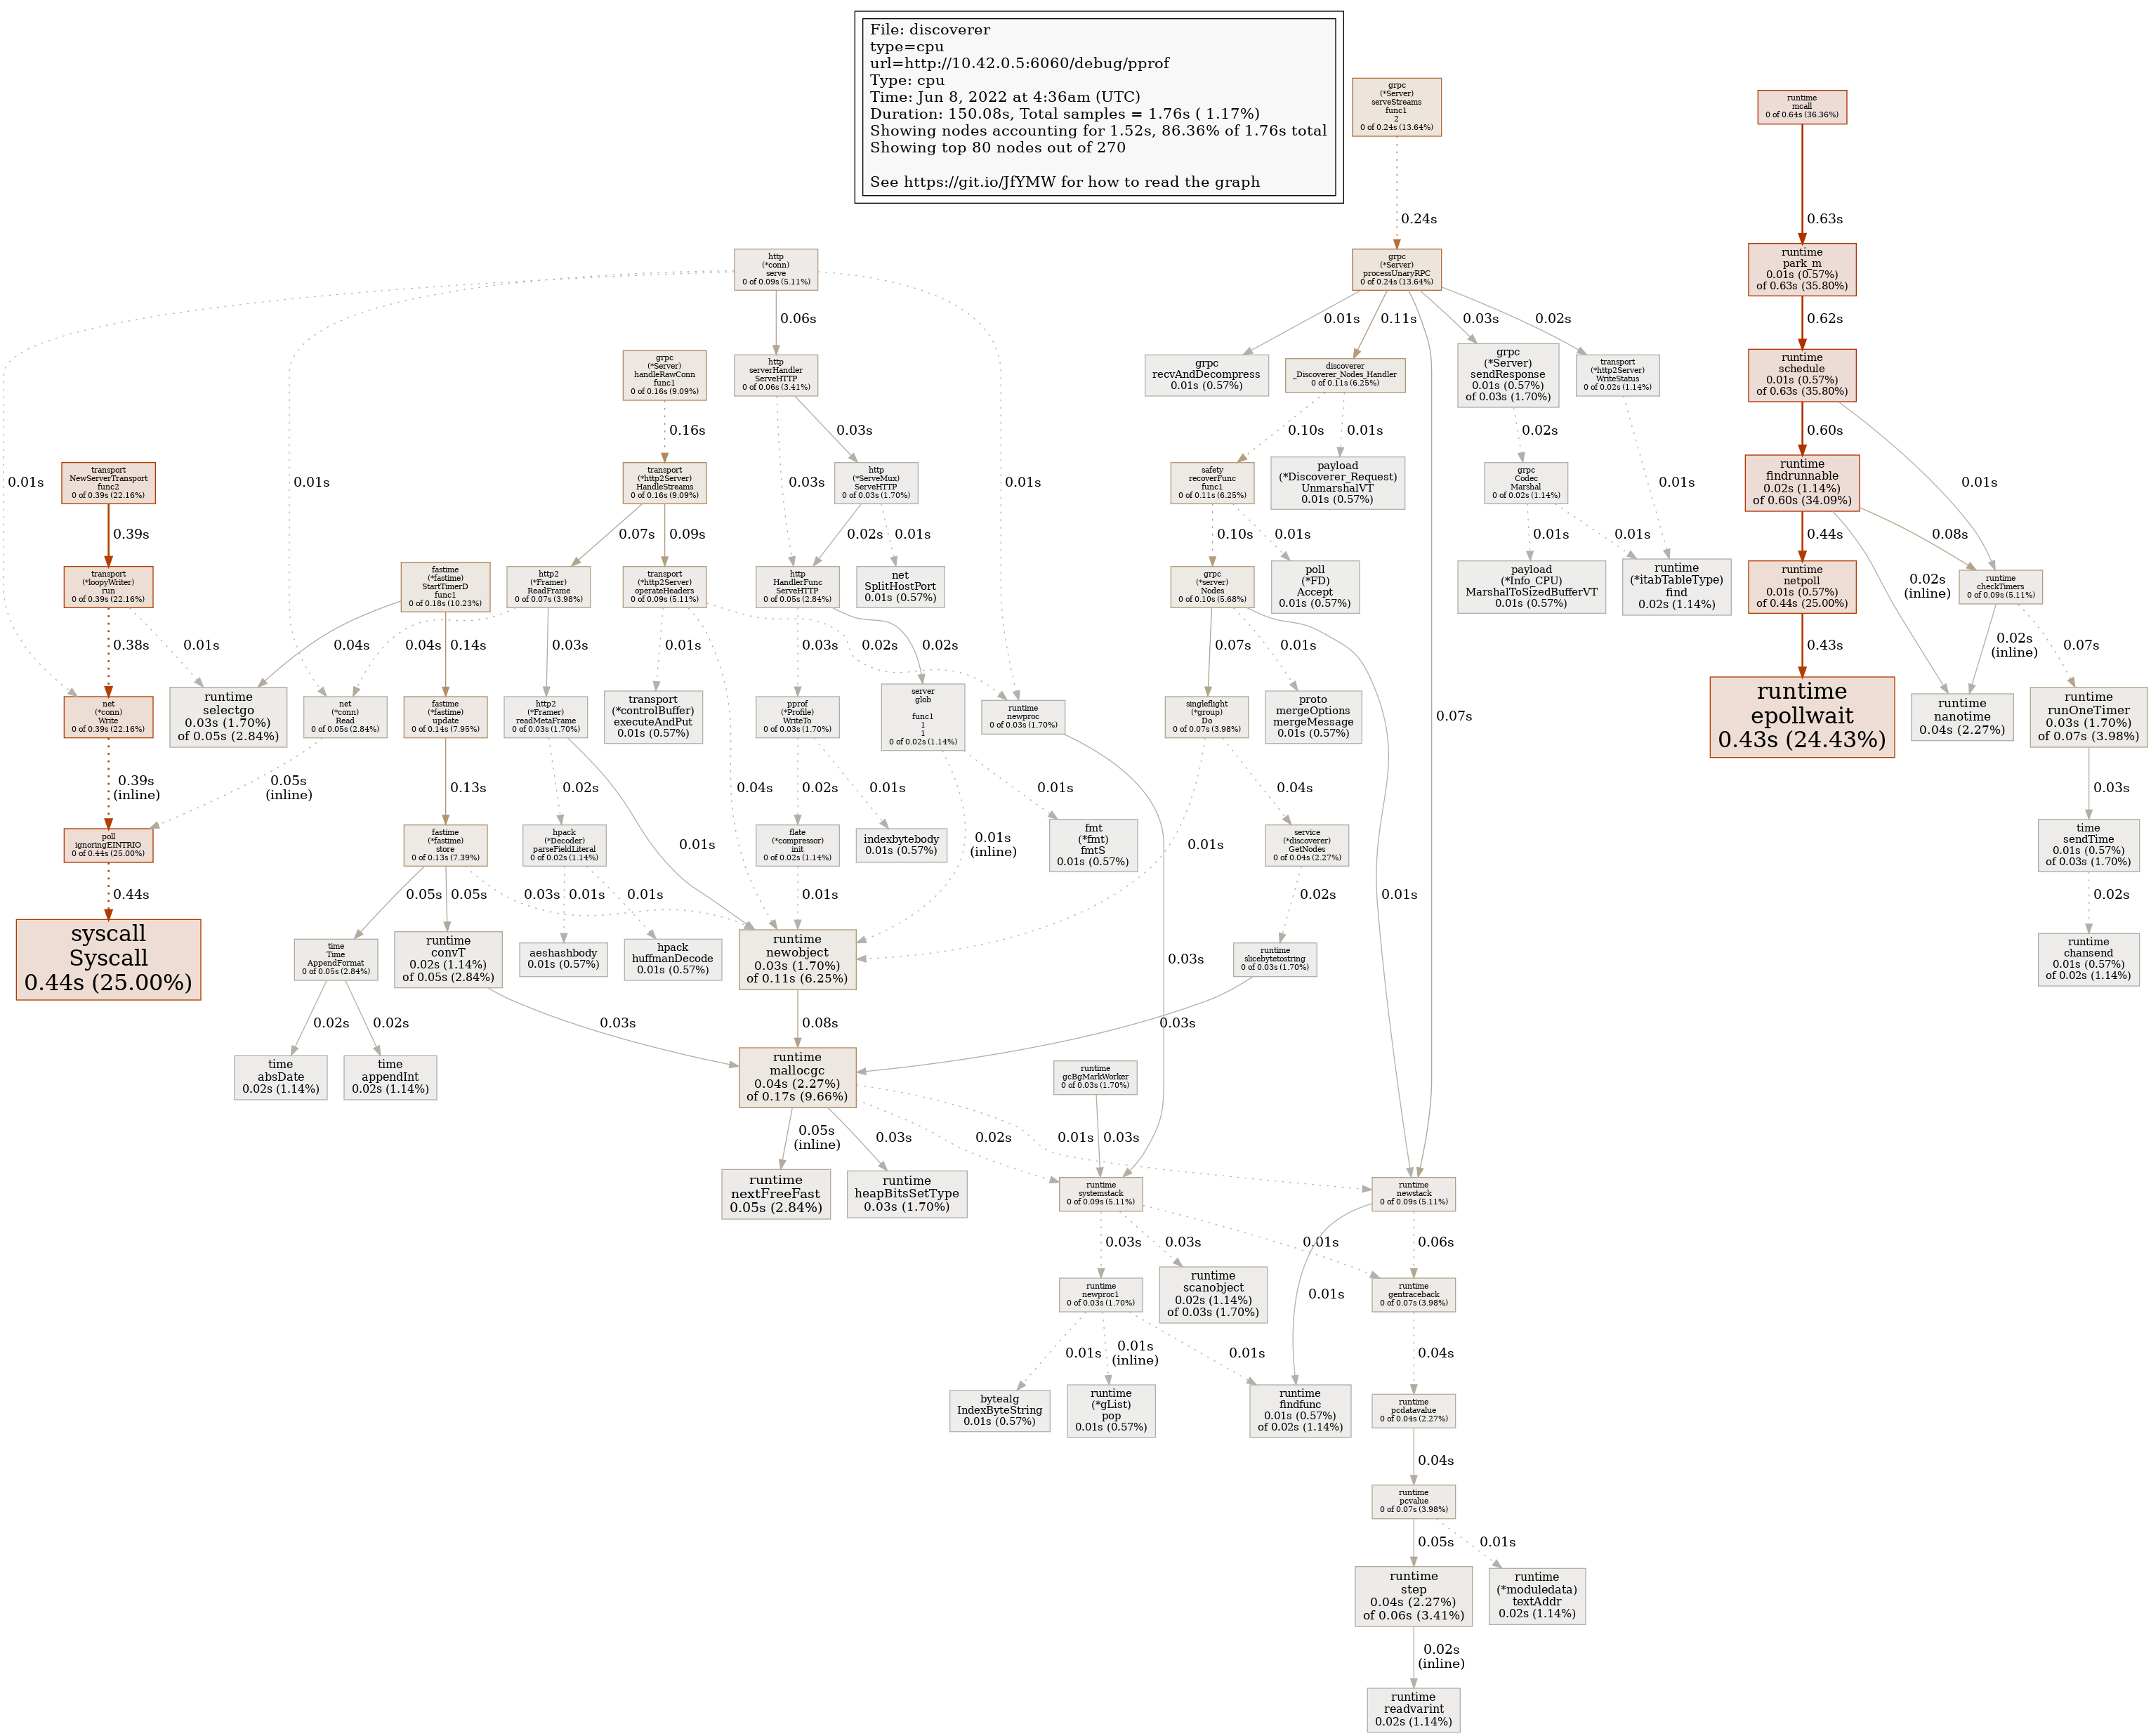 File: discoverer
type=cpu
url=http://10.42.0.5:6060/debug/pprof
Type: cpu
Time: Jun 8, 2022 at 4:36am (UTC)
Duration: 150.08s, Total samples = 1.76s ( 1.17%)
Showing nodes accounting for 1.52s, 86.36% of 1.76s total
Showing top 80 nodes out of 270
See https://git.io/JfYMW for how to read the graph
grpc
(*Server)
serveStreams
func1
2
0 of 0.24s (13.64%)
runtime
mcall
0 of 0.64s (36.36%)
0.24s
0.63s
http
(*conn)
serve
0 of 0.09s (5.11%)
grpc
(*Server)
processUnaryRPC
0 of 0.24s (13.64%)
runtime
park_m
0.01s (0.57%)
of 0.63s (35.80%)
0.06s
0.01s
0.11s
0.03s
0.02s
0.62s
grpc
(*Server)
handleRawConn
func1
0 of 0.16s (9.09%)
http
serverHandler
ServeHTTP
0 of 0.06s (3.41%)
grpc
recvAndDecompress
0.01s (0.57%)
discoverer
_Discoverer_Nodes_Handler
0 of 0.11s (6.25%)
grpc
(*Server)
sendResponse
0.01s (0.57%)
of 0.03s (1.70%)
transport
(*http2Server)
WriteStatus
0 of 0.02s (1.14%)
runtime
schedule
0.01s (0.57%)
of 0.63s (35.80%)
0.16s
0.03s
0.10s
0.01s
0.02s
0.60s
0.01s
0.01s
0.03s
0.01s
0.01s
0.01s
transport
NewServerTransport
func2
0 of 0.39s (22.16%)
transport
(*http2Server)
HandleStreams
0 of 0.16s (9.09%)
http
(*ServeMux)
ServeHTTP
0 of 0.03s (1.70%)
safety
recoverFunc
func1
0 of 0.11s (6.25%)
payload
(*Discoverer_Request)
UnmarshalVT
0.01s (0.57%)
grpc
Codec
Marshal
0 of 0.02s (1.14%)
runtime
findrunnable
0.02s (1.14%)
of 0.60s (34.09%)
0.39s
0.07s
0.09s
0.02s
0.01s
0.10s
0.01s
0.01s
0.01s
0.44s
0.08s
transport
(*loopyWriter)
run
0 of 0.39s (22.16%)
fastime
(*fastime)
StartTimerD
func1
0 of 0.18s (10.23%)
http2
(*Framer)
ReadFrame
0 of 0.07s (3.98%)
transport
(*http2Server)
operateHeaders
0 of 0.09s (5.11%)
http
HandlerFunc
ServeHTTP
0 of 0.05s (2.84%)
net
SplitHostPort
0.01s (0.57%)
grpc
(*server)
Nodes
0 of 0.10s (5.68%)
poll
(*FD)
Accept
0.01s (0.57%)
payload
(*Info_CPU)
MarshalToSizedBufferVT
0.01s (0.57%)
runtime
(*itabTableType)
find
0.02s (1.14%)
runtime
netpoll
0.01s (0.57%)
of 0.44s (25.00%)
0.02s
(inline)
runtime
checkTimers
0 of 0.09s (5.11%)
0.38s
0.01s
0.04s
0.14s
0.04s
0.03s
0.01s
0.02s
0.03s
0.02s
0.07s
0.01s
0.43s
0.02s
(inline)
0.07s
net
(*conn)
Write
0 of 0.39s (22.16%)
runtime
selectgo
0.03s (1.70%)
of 0.05s (2.84%)
net
(*conn)
Read
0 of 0.05s (2.84%)
fastime
(*fastime)
update
0 of 0.14s (7.95%)
http2
(*Framer)
readMetaFrame
0 of 0.03s (1.70%)
transport
(*controlBuffer)
executeAndPut
0.01s (0.57%)
pprof
(*Profile)
WriteTo
0 of 0.03s (1.70%)
server
glob
func1
1
1
0 of 0.02s (1.14%)
runtime
newproc
0 of 0.03s (1.70%)
singleflight
(*group)
Do
0 of 0.07s (3.98%)
proto
mergeOptions
mergeMessage
0.01s (0.57%)
0.07s
runtime
epollwait
0.43s (24.43%)
runtime
nanotime
0.04s (2.27%)
runtime
runOneTimer
0.03s (1.70%)
of 0.07s (3.98%)
0.39s
(inline)
0.05s
(inline)
0.13s
0.02s
0.04s
0.02s
0.01s
0.01s
0.04s
0.03s
poll
ignoringEINTRIO
0 of 0.44s (25.00%)
fastime
(*fastime)
store
0 of 0.13s (7.39%)
hpack
(*Decoder)
parseFieldLiteral
0 of 0.02s (1.14%)
0.01s
flate
(*compressor)
init
0 of 0.02s (1.14%)
indexbytebody
0.01s (0.57%)
0.01s
(inline)
fmt
(*fmt)
fmtS
0.01s (0.57%)
0.01s
service
(*discoverer)
GetNodes
0 of 0.04s (2.27%)
time
sendTime
0.01s (0.57%)
of 0.03s (1.70%)
0.44s
0.05s
0.05s
0.03s
0.01s
0.01s
0.01s
0.02s
0.01s
0.02s
syscall
Syscall
0.44s (25.00%)
time
Time
AppendFormat
0 of 0.05s (2.84%)
runtime
convT
0.02s (1.14%)
of 0.05s (2.84%)
aeshashbody
0.01s (0.57%)
hpack
huffmanDecode
0.01s (0.57%)
runtime
newobject
0.03s (1.70%)
of 0.11s (6.25%)
0.03s
runtime
slicebytetostring
0 of 0.03s (1.70%)
runtime
chansend
0.01s (0.57%)
of 0.02s (1.14%)
0.02s
0.02s
0.03s
0.08s
0.03s
time
absDate
0.02s (1.14%)
time
appendInt
0.02s (1.14%)
runtime
mallocgc
0.04s (2.27%)
of 0.17s (9.66%)
runtime
gcBgMarkWorker
0 of 0.03s (1.70%)
0.05s
(inline)
0.03s
0.02s
0.01s
0.03s
runtime
nextFreeFast
0.05s (2.84%)
runtime
heapBitsSetType
0.03s (1.70%)
runtime
systemstack
0 of 0.09s (5.11%)
runtime
newstack
0 of 0.09s (5.11%)
0.03s
0.03s
0.01s
0.06s
runtime
newproc1
0 of 0.03s (1.70%)
runtime
scanobject
0.02s (1.14%)
of 0.03s (1.70%)
0.01s
runtime
gentraceback
0 of 0.07s (3.98%)
0.01s
0.01s
(inline)
0.01s
0.04s
bytealg
IndexByteString
0.01s (0.57%)
runtime
(*gList)
pop
0.01s (0.57%)
runtime
findfunc
0.01s (0.57%)
of 0.02s (1.14%)
runtime
pcdatavalue
0 of 0.04s (2.27%)
0.04s
runtime
pcvalue
0 of 0.07s (3.98%)
0.05s
0.01s
runtime
step
0.04s (2.27%)
of 0.06s (3.41%)
runtime
(*moduledata)
textAddr
0.02s (1.14%)
0.02s
(inline)
runtime
readvarint
0.02s (1.14%)